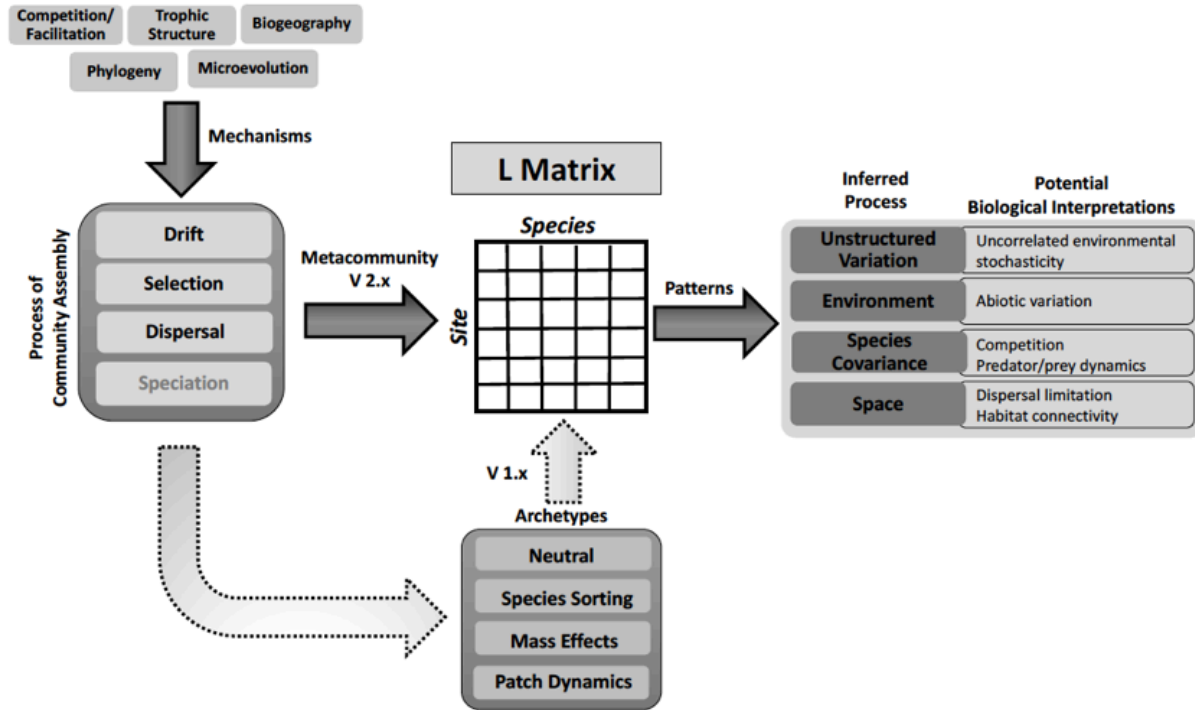 Competition/
Facilitation
Trophic
Structure
Biogeography
Phylogeny
Microevolution
Mechanisms
Process of
Community Assembly
Drift
Selection
Dispersal
Speciation
Metacommunity
V 2.x
L Matrix
Species
Site
Patterns
V 1.x
Archetypes
Neutral
Species Sorting
Mass Effects
Patch Dynamics
Inferred
Process
Potential
Biological Interpretations
Unstructured
Variation
Uncorrelated environmental
stochasticity
Environment
Abiotic variation
Species
Covariance
Competition
Predator/prey dynamics
Space
Dispersal limitation
Habitat connectivity